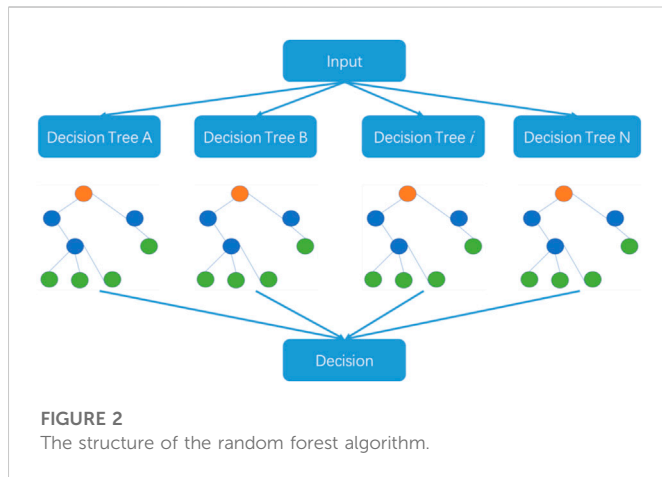 Input
Decision Tree A
Decision Tree B
Decision Tree i
Decision Tree N
Decision
FIGURE 2
The structure of the random forest algorithm.